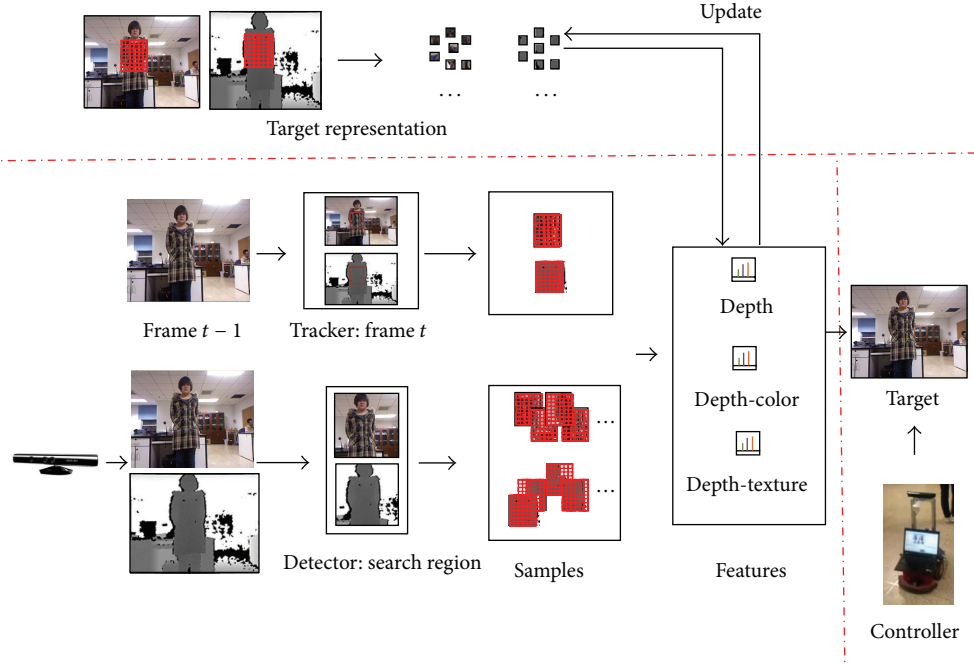 Update
Target representation
...
...
Frame t − 1
Tracker: frame t
Depth
Depth-color
Depth-texture
Target
...
...
Detector: search region
Samples
Features
Controller